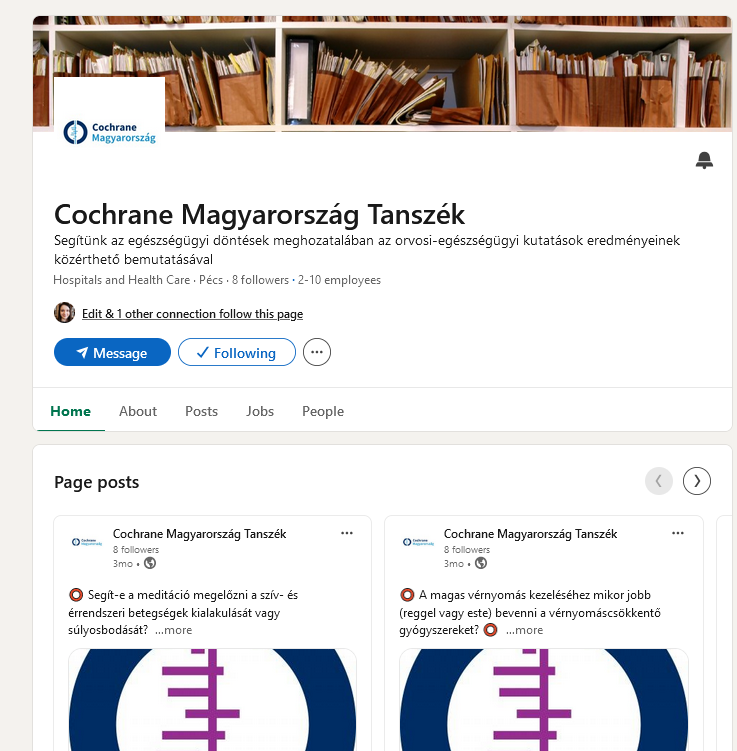 Cochrane
Magyarország
Cochrane Magyarország Tanszék
Segítünk az egészségügyi döntések meghozatalában az orvosi-egészségügyi kutatások eredményeinek
közérthető bemutatásával
Hospitals and Health Care · Pécs · 8 followers · 2-10 employees
Edit & 1 other connection follow this page
Message
Following
Home
About
Posts
Jobs
People
Page posts
Cochrane Magyarország Tanszék
8 followers
3mo •
⭕ Segít-e a meditáció megelőzni a szív- és
érrendszeri betegségek kialakulását vagy
súlyosbodását? ...more
Cochrane Magyarország Tanszék
8 followers
3mo •
⭕ A magas vérnyomás kezeléséhez mikor jobb
(reggel vagy este) bevenni a vérnyomáscsökkentő
gyógyszereket? ⭕ ...more